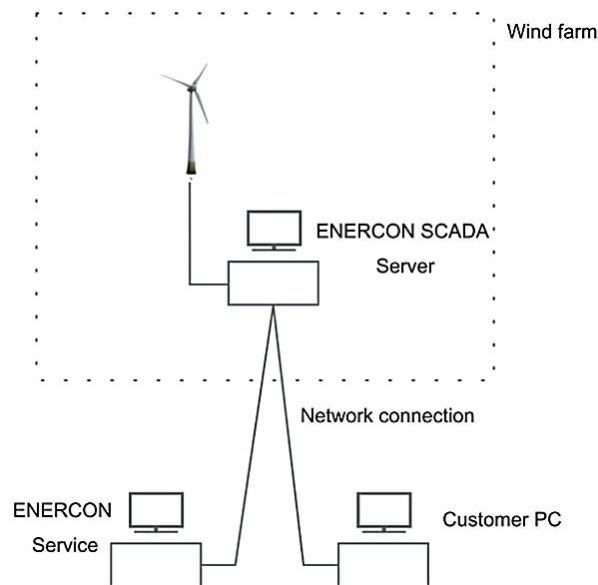 Wind farm
ENERCON SCADA
Server
Network connection
ENERCON
Service
Customer PC